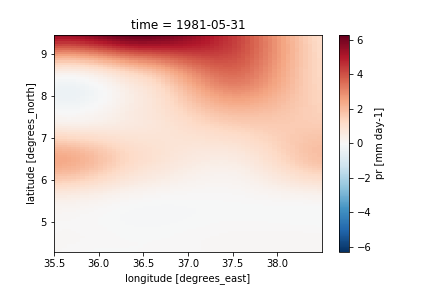 time = 1981-05-31
9
8
7
6
5
latitude [degrees_north]
35.5 36.0 36.5 37.0 37.5 38.0
longitude [degrees_east]
6
4
2
0
−2
−4
−6
pr [mm day-1]